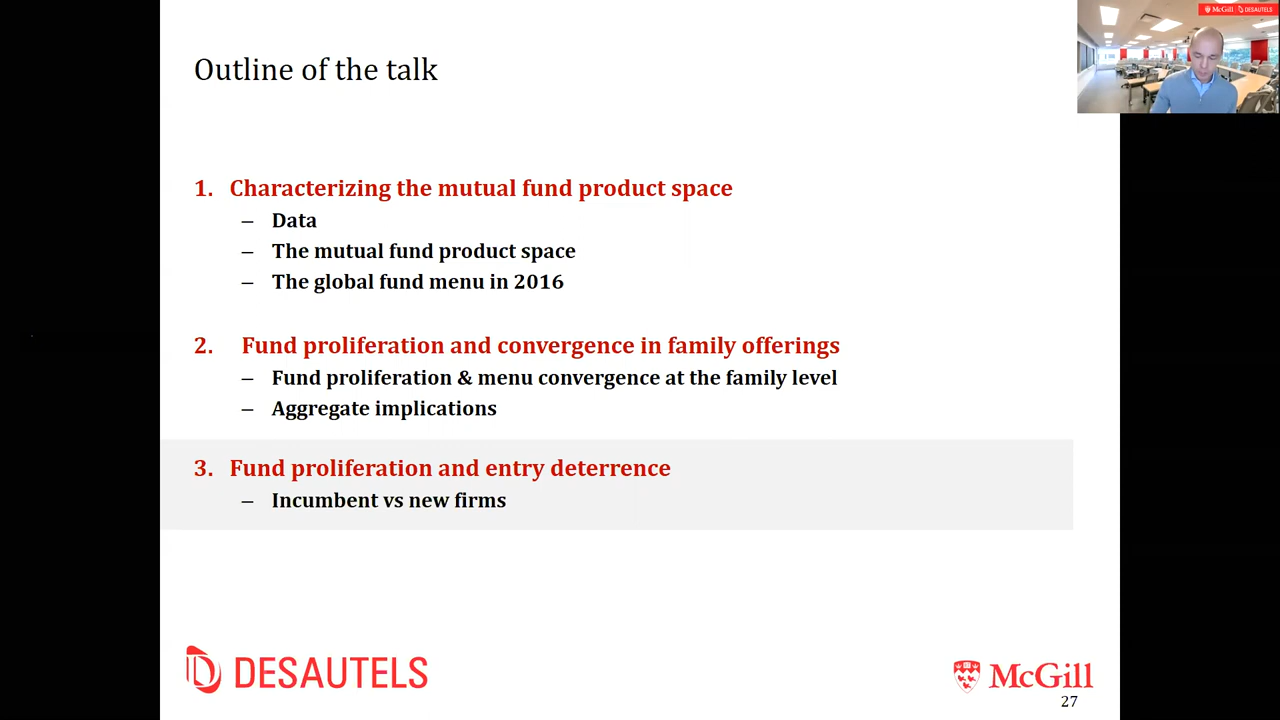 McGill DESAUTELS
Outline of the talk
1. Characterizing the mutual fund product space
– Data
– The mutual fund product space
– The global fund menu in 2016
2. Fund proliferation and convergence in family offerings
– Fund proliferation & menu convergence at the family level
– Aggregate implications
3. Fund proliferation and entry deterrence
– Incumbent vs new firms
DESAUTELS
McGill
27